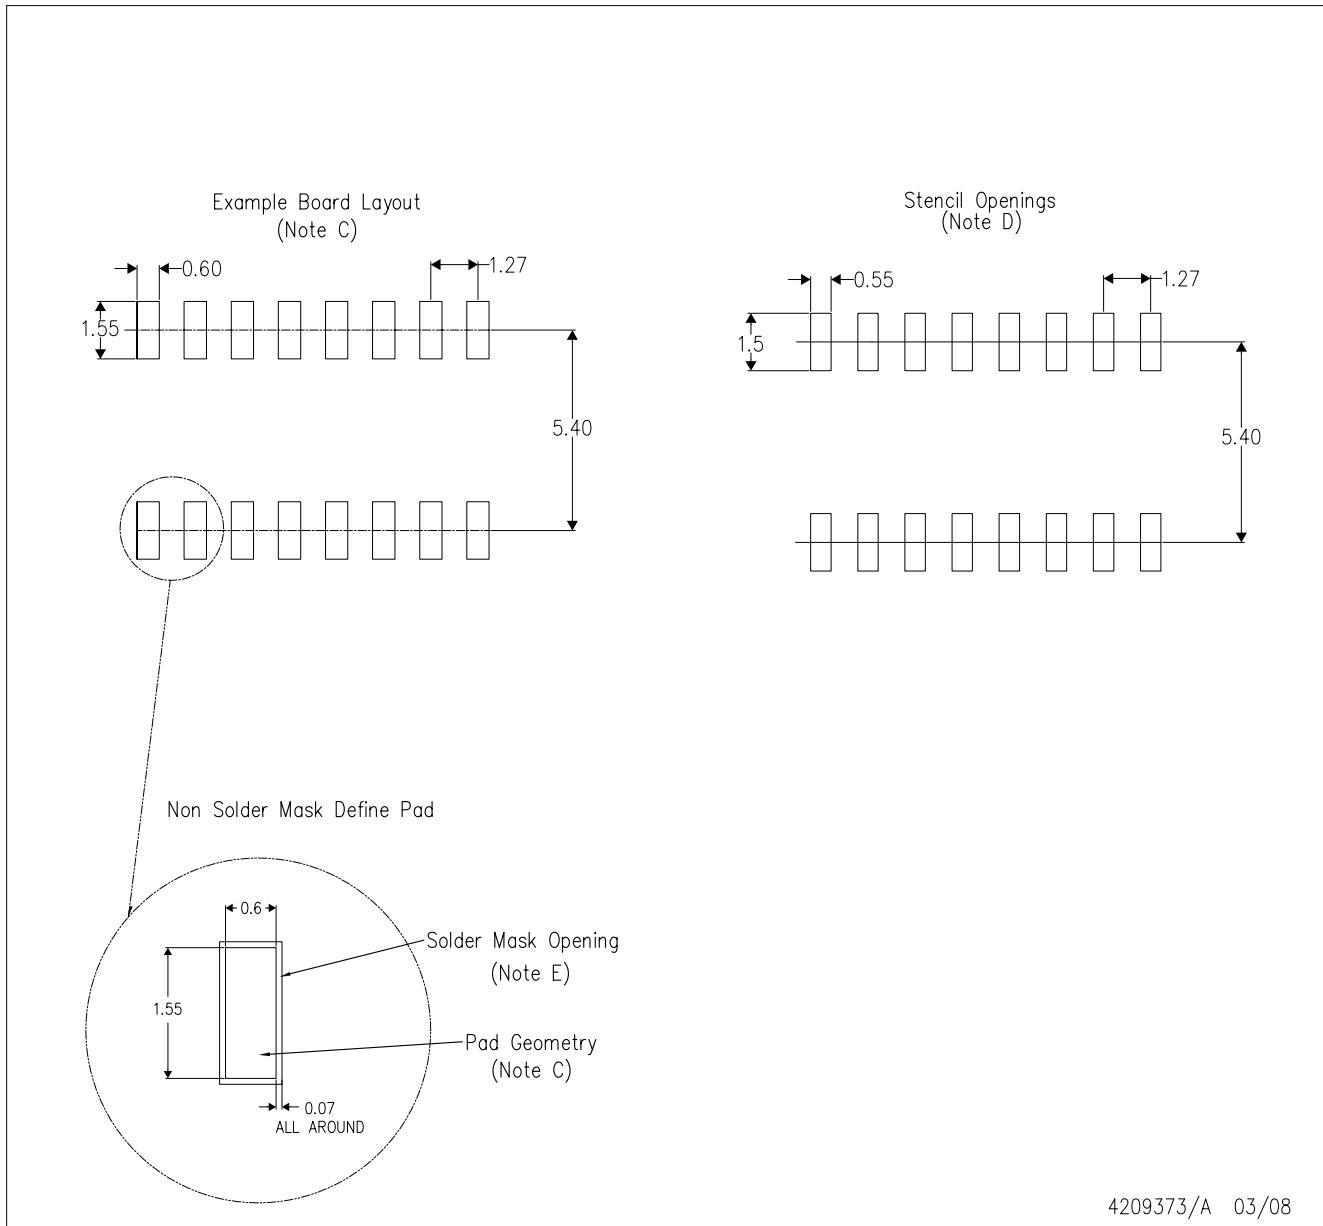 Example Board Layout
(Note C)
0.60
1.27
1.55
5.40
Stencil Openings
(Note D)
0.55
1.27
1.5
5.40
Non Solder Mask Define Pad
0.6
1.55
0.07
ALL AROUND
Solder Mask Opening
(Note E)
Pad Geometry
(Note C)
4209373/A 03/08